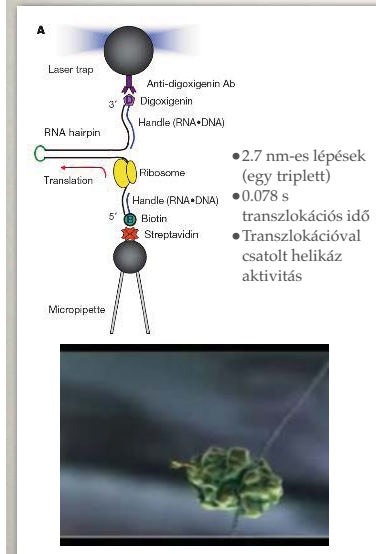 A
Laser trap
Anti-digoxigenin Ab
D
3′
Digoxigenin
Handle (RNA•DNA)
RNA hairpin
Ribosome
Translation
Handle (RNA•DNA)
5′
B
Biotin
Streptavidin
Micropipette
●2.7 nm-es lépések
(egy triplett)
●0.078 s
transzlokációs idő
●Transzlokációval
csatolt helikáz
aktivitás